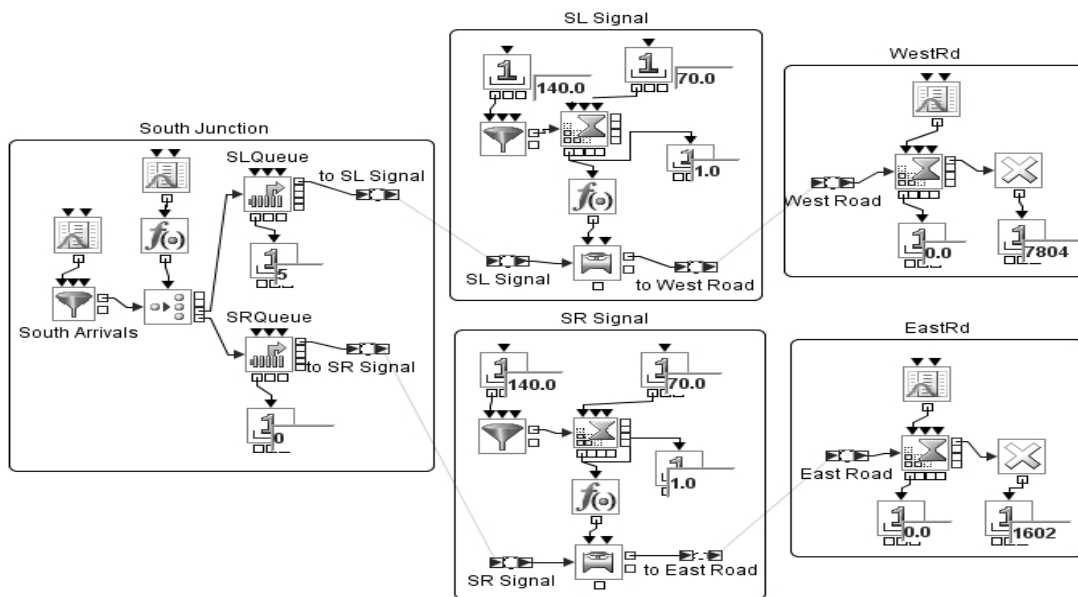 SL Signal
140.0
70.0
WestRd
South Junction
SLQueue
to SL Signal
1.0
West Road
5
0.0
7804
SL Signal
to West Road
South Arrivals
SRQueue
SR Signal
EastRd
to SR Signal
140.0
70.0
0
1.0
East Road
0.0
1602
SR Signal
to East Road